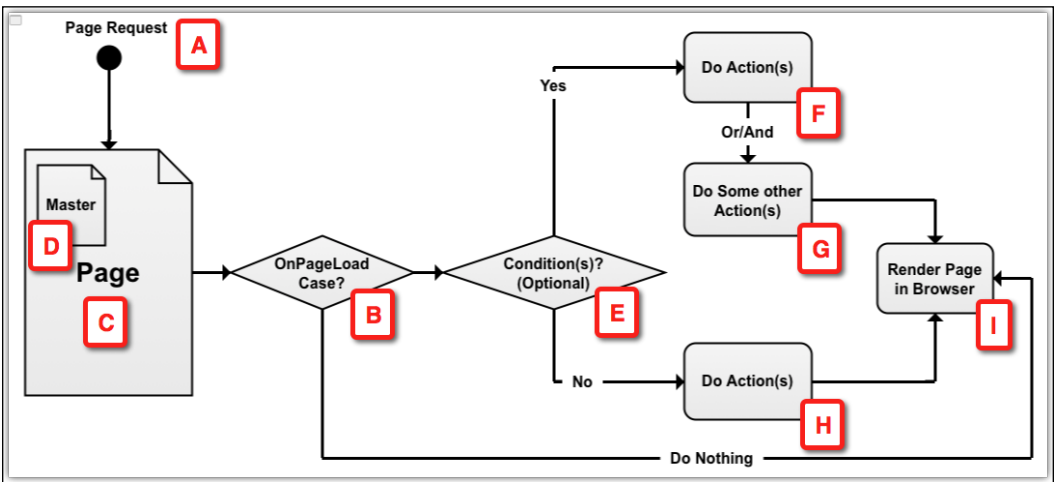 Page Request
A
Yes
Do Action(s)
F
Or/And
Master
D
Page
C
Do Some other
Action(s)
G
OnPageLoad
Case?
B
Condition(s)?
(Optional)
E
Render Page
in Browser
I
No
Do Action(s)
H
Do Nothing